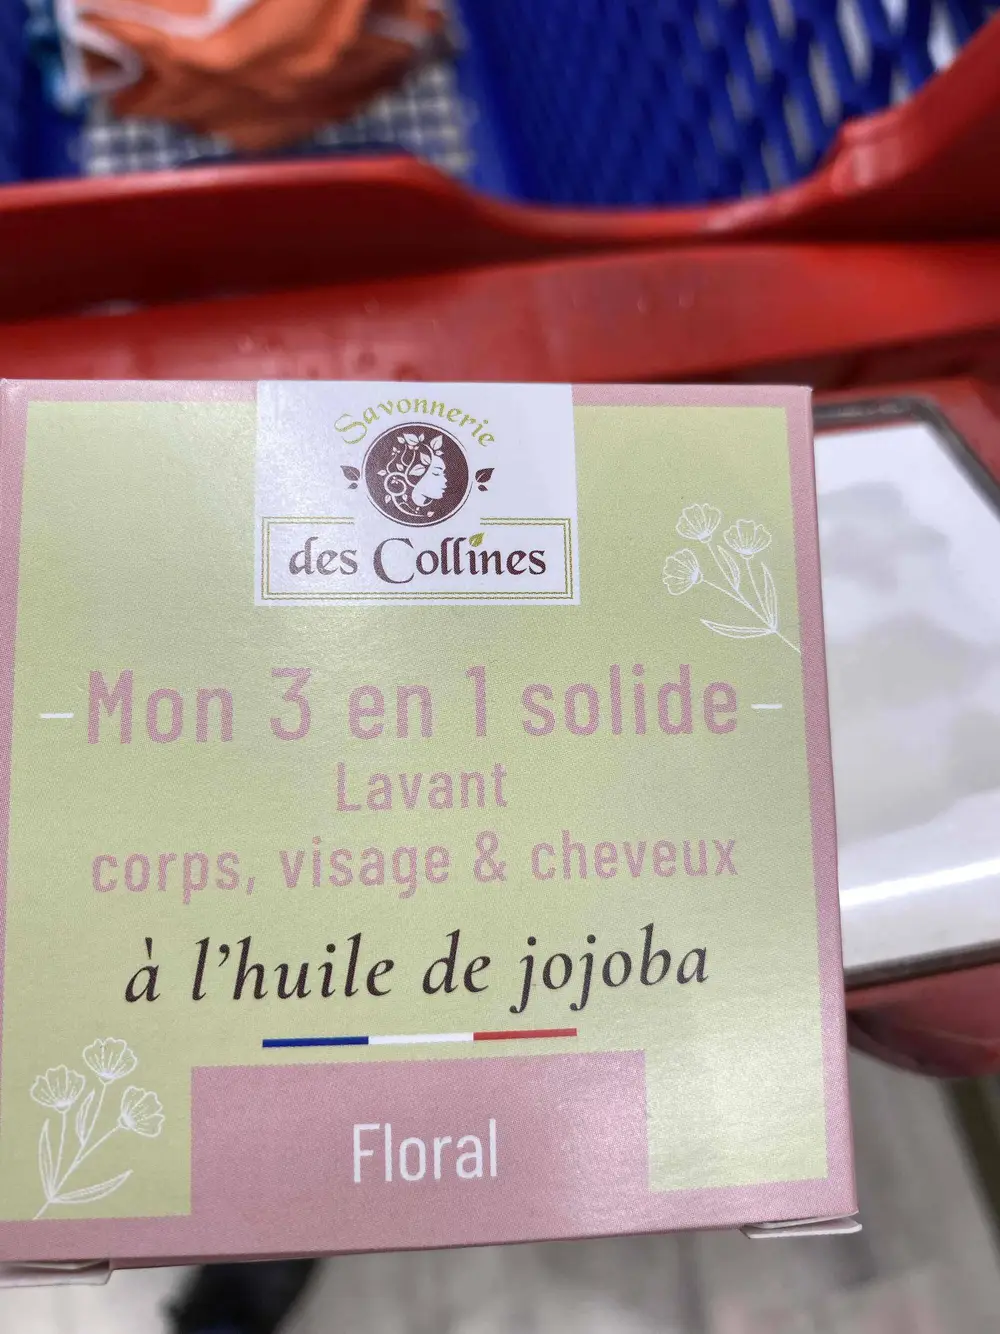 Savonnerie
des Collines
Mon 3 en 1 solide
Lavant
corps, visage & cheveux
à l'huile de jojoba
Floral